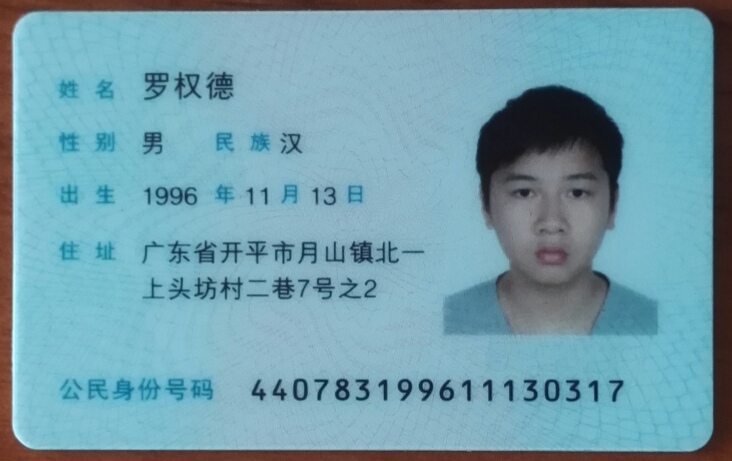 姓名 罗权德
性别 男 民族 汉
出生 1996 年 11 月 13 日
住址 广东省开平市月山镇北一
上头坊村二巷7号之2
公民身份号码 440783199611130317